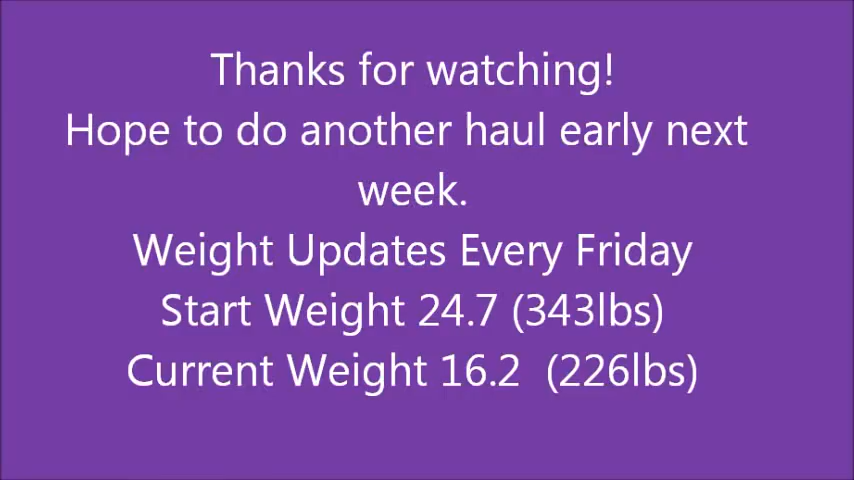 Thanks for watching!
Hope to do another haul early next
week.
Weight Updates Every Friday
Start Weight 24.7 (343lbs)
Current Weight 16.2  (226lbs)